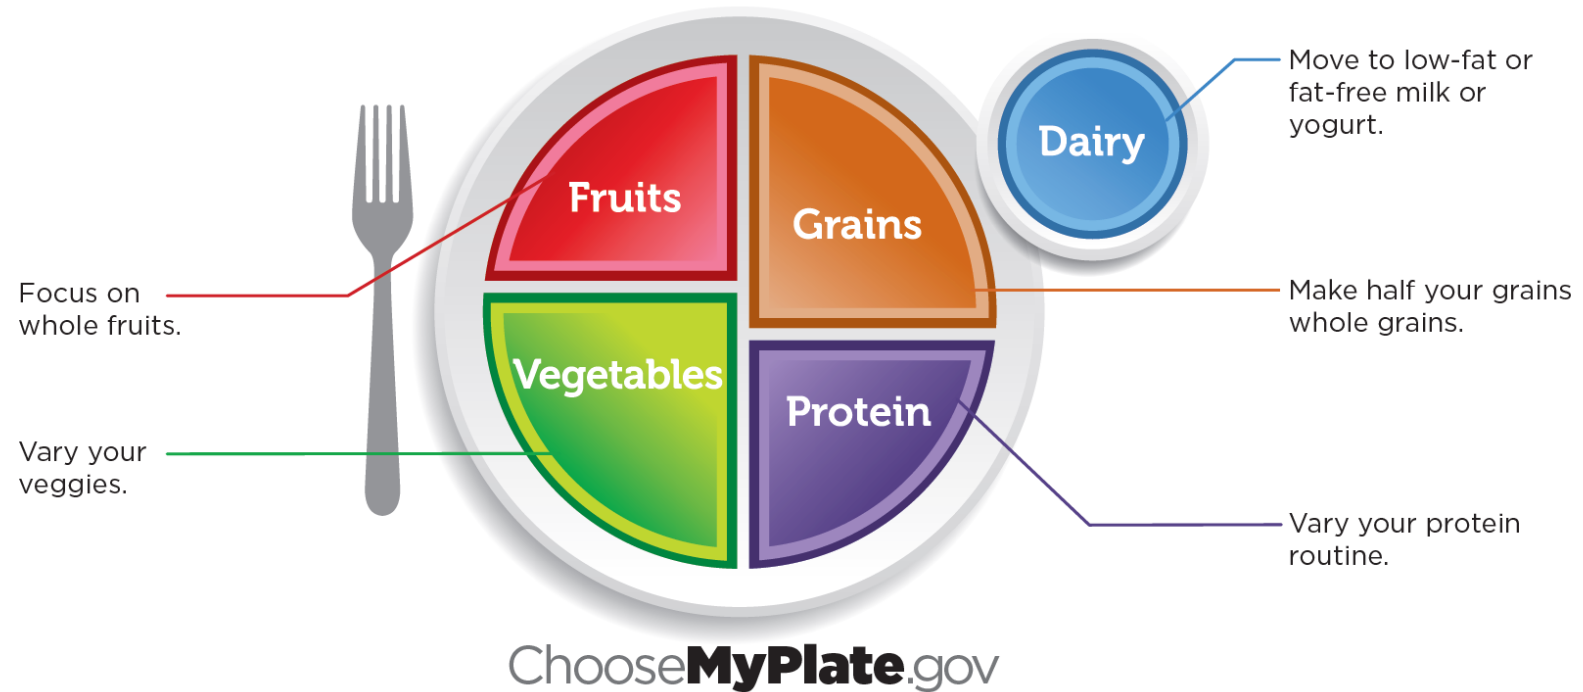 Move to low-fat or
fat-free milk or
yogurt.
Dairy
Fruits
Grains
Focus on
whole fruits.
Make half your grains
whole grains.
Vegetables
Protein
Vary your
veggies.
Vary your protein
routine.
ChooseMyPlate.gov